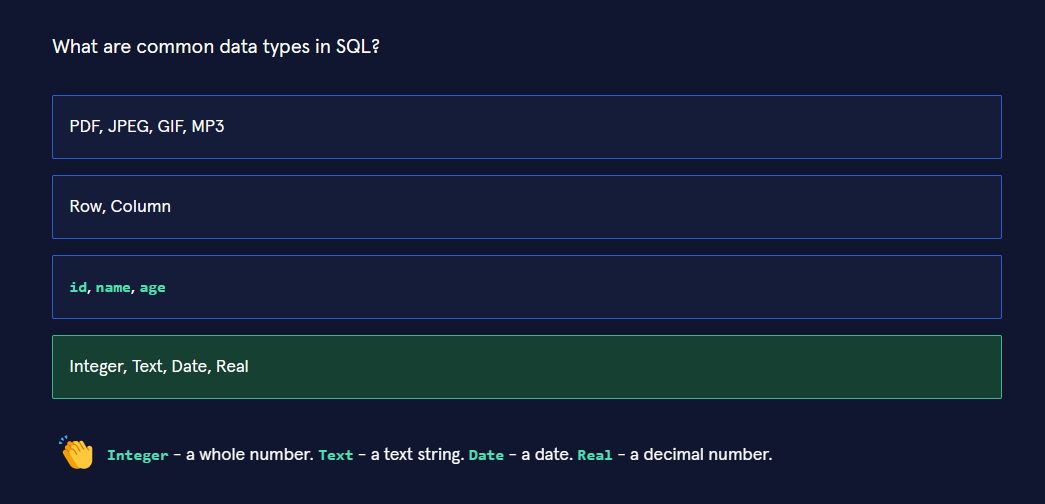 What are common data types in SQL?
PDF, JPEG, GIF, MP3
Row, Column
id, name, age
Integer, Text, Date, Real
Integer - a whole number. Text - a text string. Date - a date. Real - a decimal number.